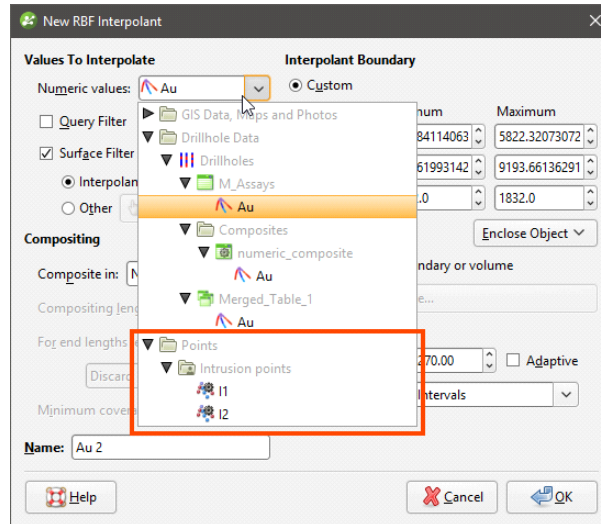 New RBF Interpolant
Values To Interpolate
Interpolant Boundary
Numeric values: Au
Custom
Query Filter
Surface Filter
Interpolan
Other
GIS Data, Maps and Photos
Drillhole Data
Drillholes
M_Assays
Au
Composites
numeric_composite
Au
Merged_Table_1
Au
Points
Intrusion points
I1
I2
num
Maximum
84114063
5822.32073072
61993142
9193.66136291
.0
1832.0
Enclose Object
ndary or volume
e...
Compositing
Composite in: N
Compositing leng
For end lengths
Discard
Minimum covera
270.00
Adaptive
ntervals
Name: Au 2
Help
Cancel
OK